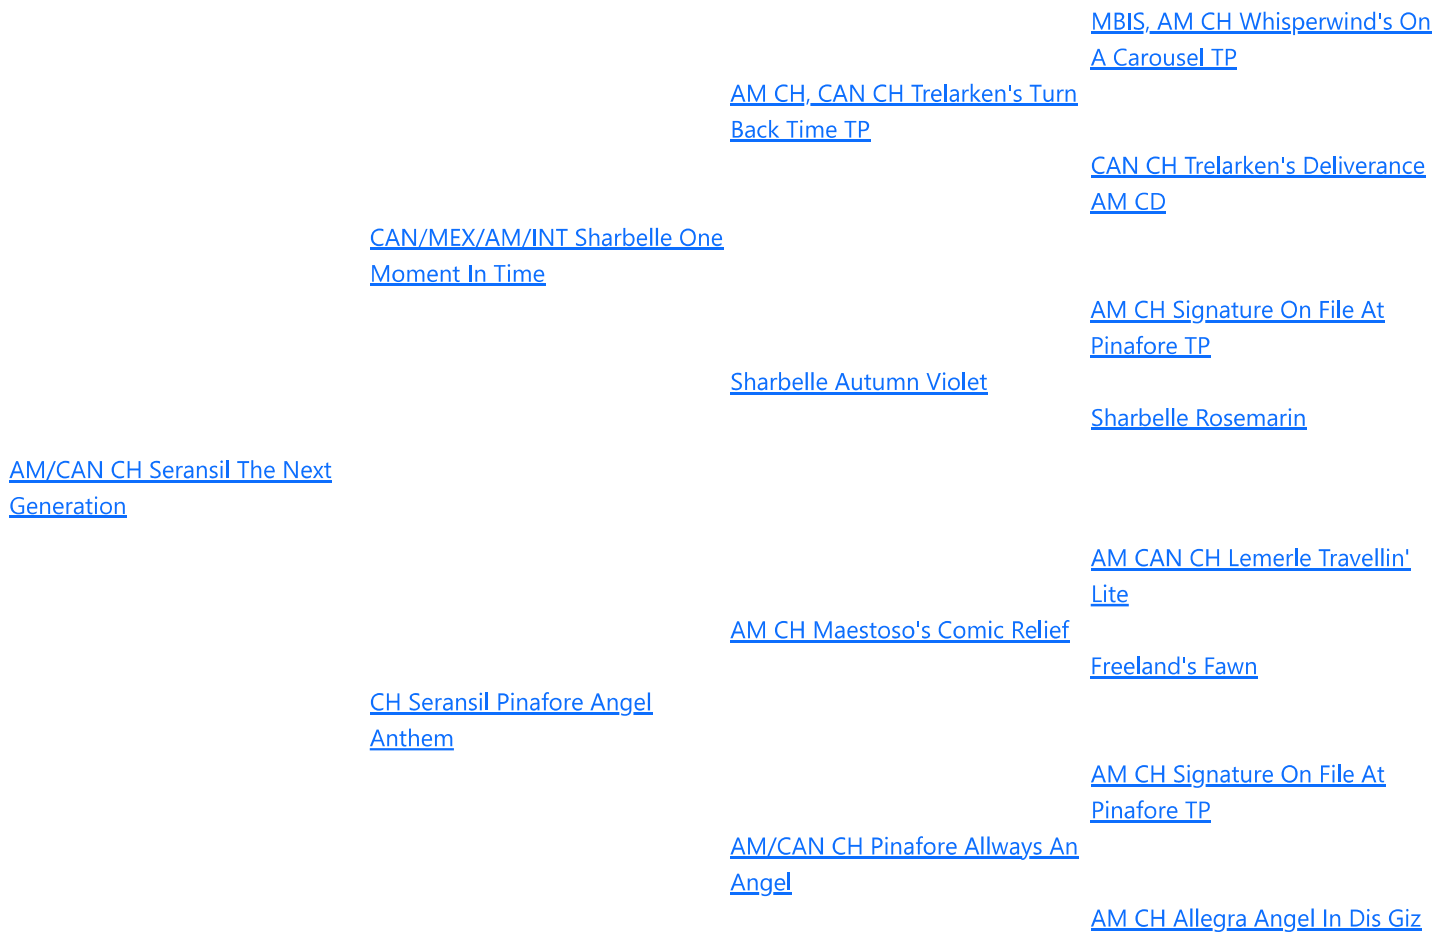 MBIS, AM CH Whisperwind's On
A Carousel TP
AM CH, CAN CH Trelarken's Turn
Back Time TP
CAN CH Trelarken's Deliverance
AM CD
CAN/MEX/AM/INT Sharbelle One
Moment In Time
AM CH Signature On File At
Pinafore TP
Sharbelle Autumn Violet
Sharbelle Rosemarin
AM/CAN CH Seransil The Next
Generation
AM CAN CH Lemerle Travellin'
Lite
AM CH Maestoso's Comic Relief
Freeland's Fawn
CH Seransil Pinafore Angel
Anthem
AM CH Signature On File At
Pinafore TP
AM/CAN CH Pinafore Allways An
Angel
AM CH Allegra Angel In Dis Giz